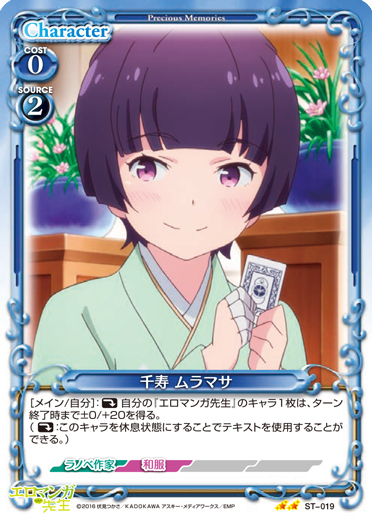 Precious Memories
Character
COST
0
SOURCE
2
千寿 ムラマサ
[メイン/自分]: 自分の『エロマンガ先生』のキャラ1枚は、ターン
終了時まで±0/+20を得る。
( :このキャラを休息状態にすることでテキストを使用することが
できる。)
ラノベ作家 和服
エロマンガ
先生
©2016 伏見つかさ/KADOKAWA アスキー・メディアワークス/EMP
ST-019